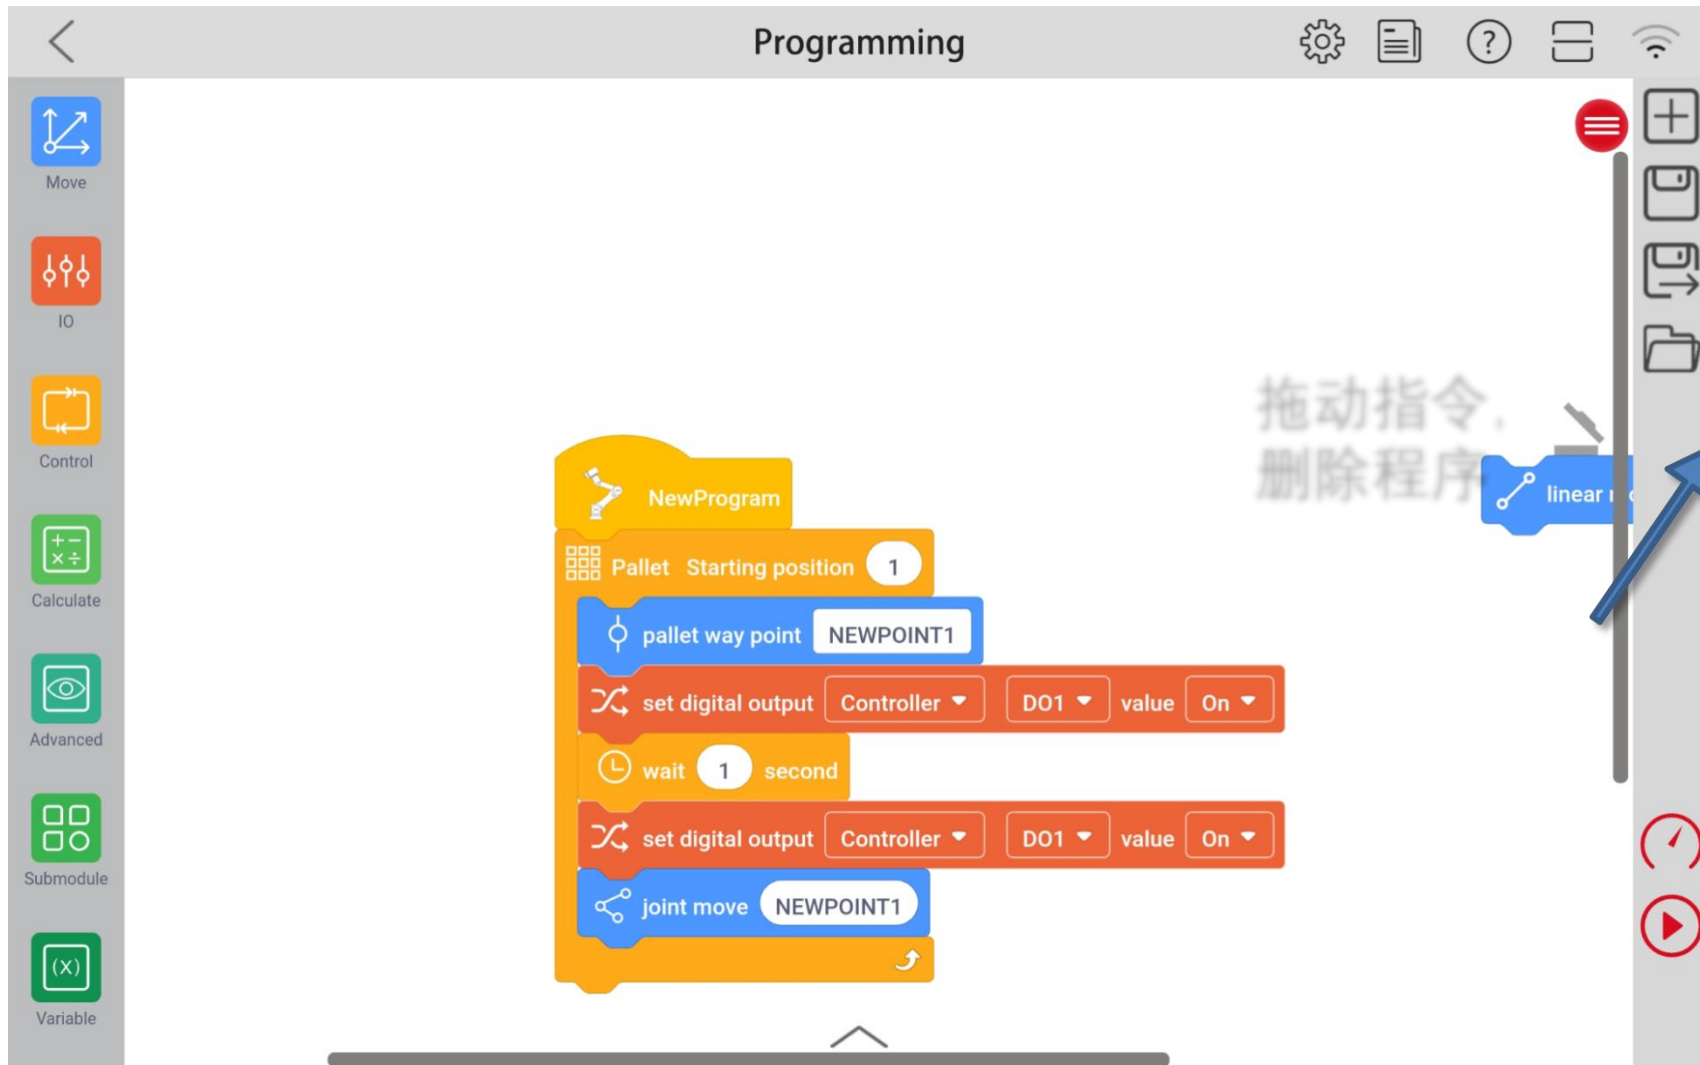 Programming
Move
IO
Control
Calculate
Advanced
Submodule
(x)
Variable
拖动指令,
删除程序
linear
NewProgram
Pallet Starting position 1
pallet way point NEWPOINT1
set digital output Controller DO1 value On
wait 1 second
set digital output Controller DO1 value On
joint move NEWPOINT1